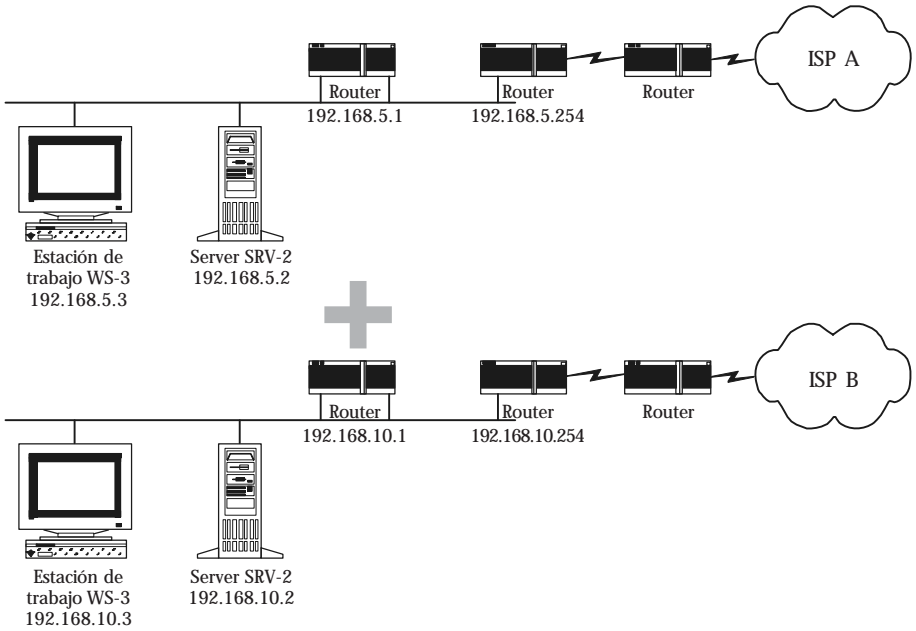 ISP A
Router
192.168.5.1
Router
192.168.5.254
Router
Estación de
trabajo WS-3
192.168.5.3
Server SRV-2
192.168.5.2
ISP B
Router
192.168.10.1
Router
192.168.10.254
Router
Estación de
trabajo WS-3
192.168.10.3
Server SRV-2
192.168.10.2